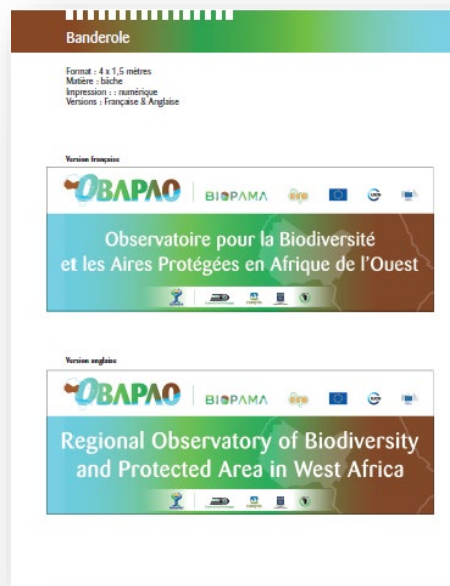 Banderole
Format : 4 x 1,5 mètres
Matière : bâche
Impression : : numérique
Versions : Française & Anglaise
Version française
OBAPAO
BIOPAMA
Observatoire pour la Biodiversité
et les Aires Protégées en Afrique de l'Ouest
Version anglaise
OBAPAO
BIOPAMA
Regional Observatory of Biodiversity
and Protected Area in West Africa